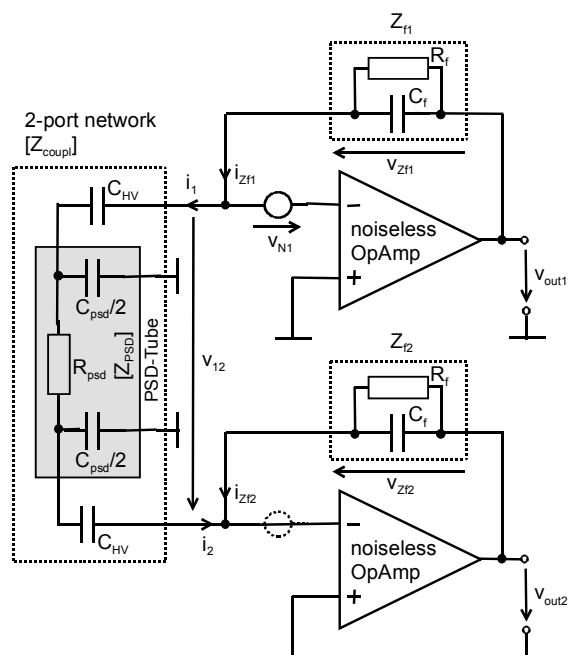 Z_f1
R_f
C_f
2-port network
[Z_coupl]
C_HV
i_1
i_Zf1
v_Zf1
−
v_N1
noiseless
OpAmp
+
v_out1
C_psd/2
R_psd
[Z_PSD]
PSD-Tube
v_12
C_psd/2
Z_f2
R_f
C_f
i_Zf2
v_Zf2
C_HV
i_2
−
noiseless
OpAmp
+
v_out2